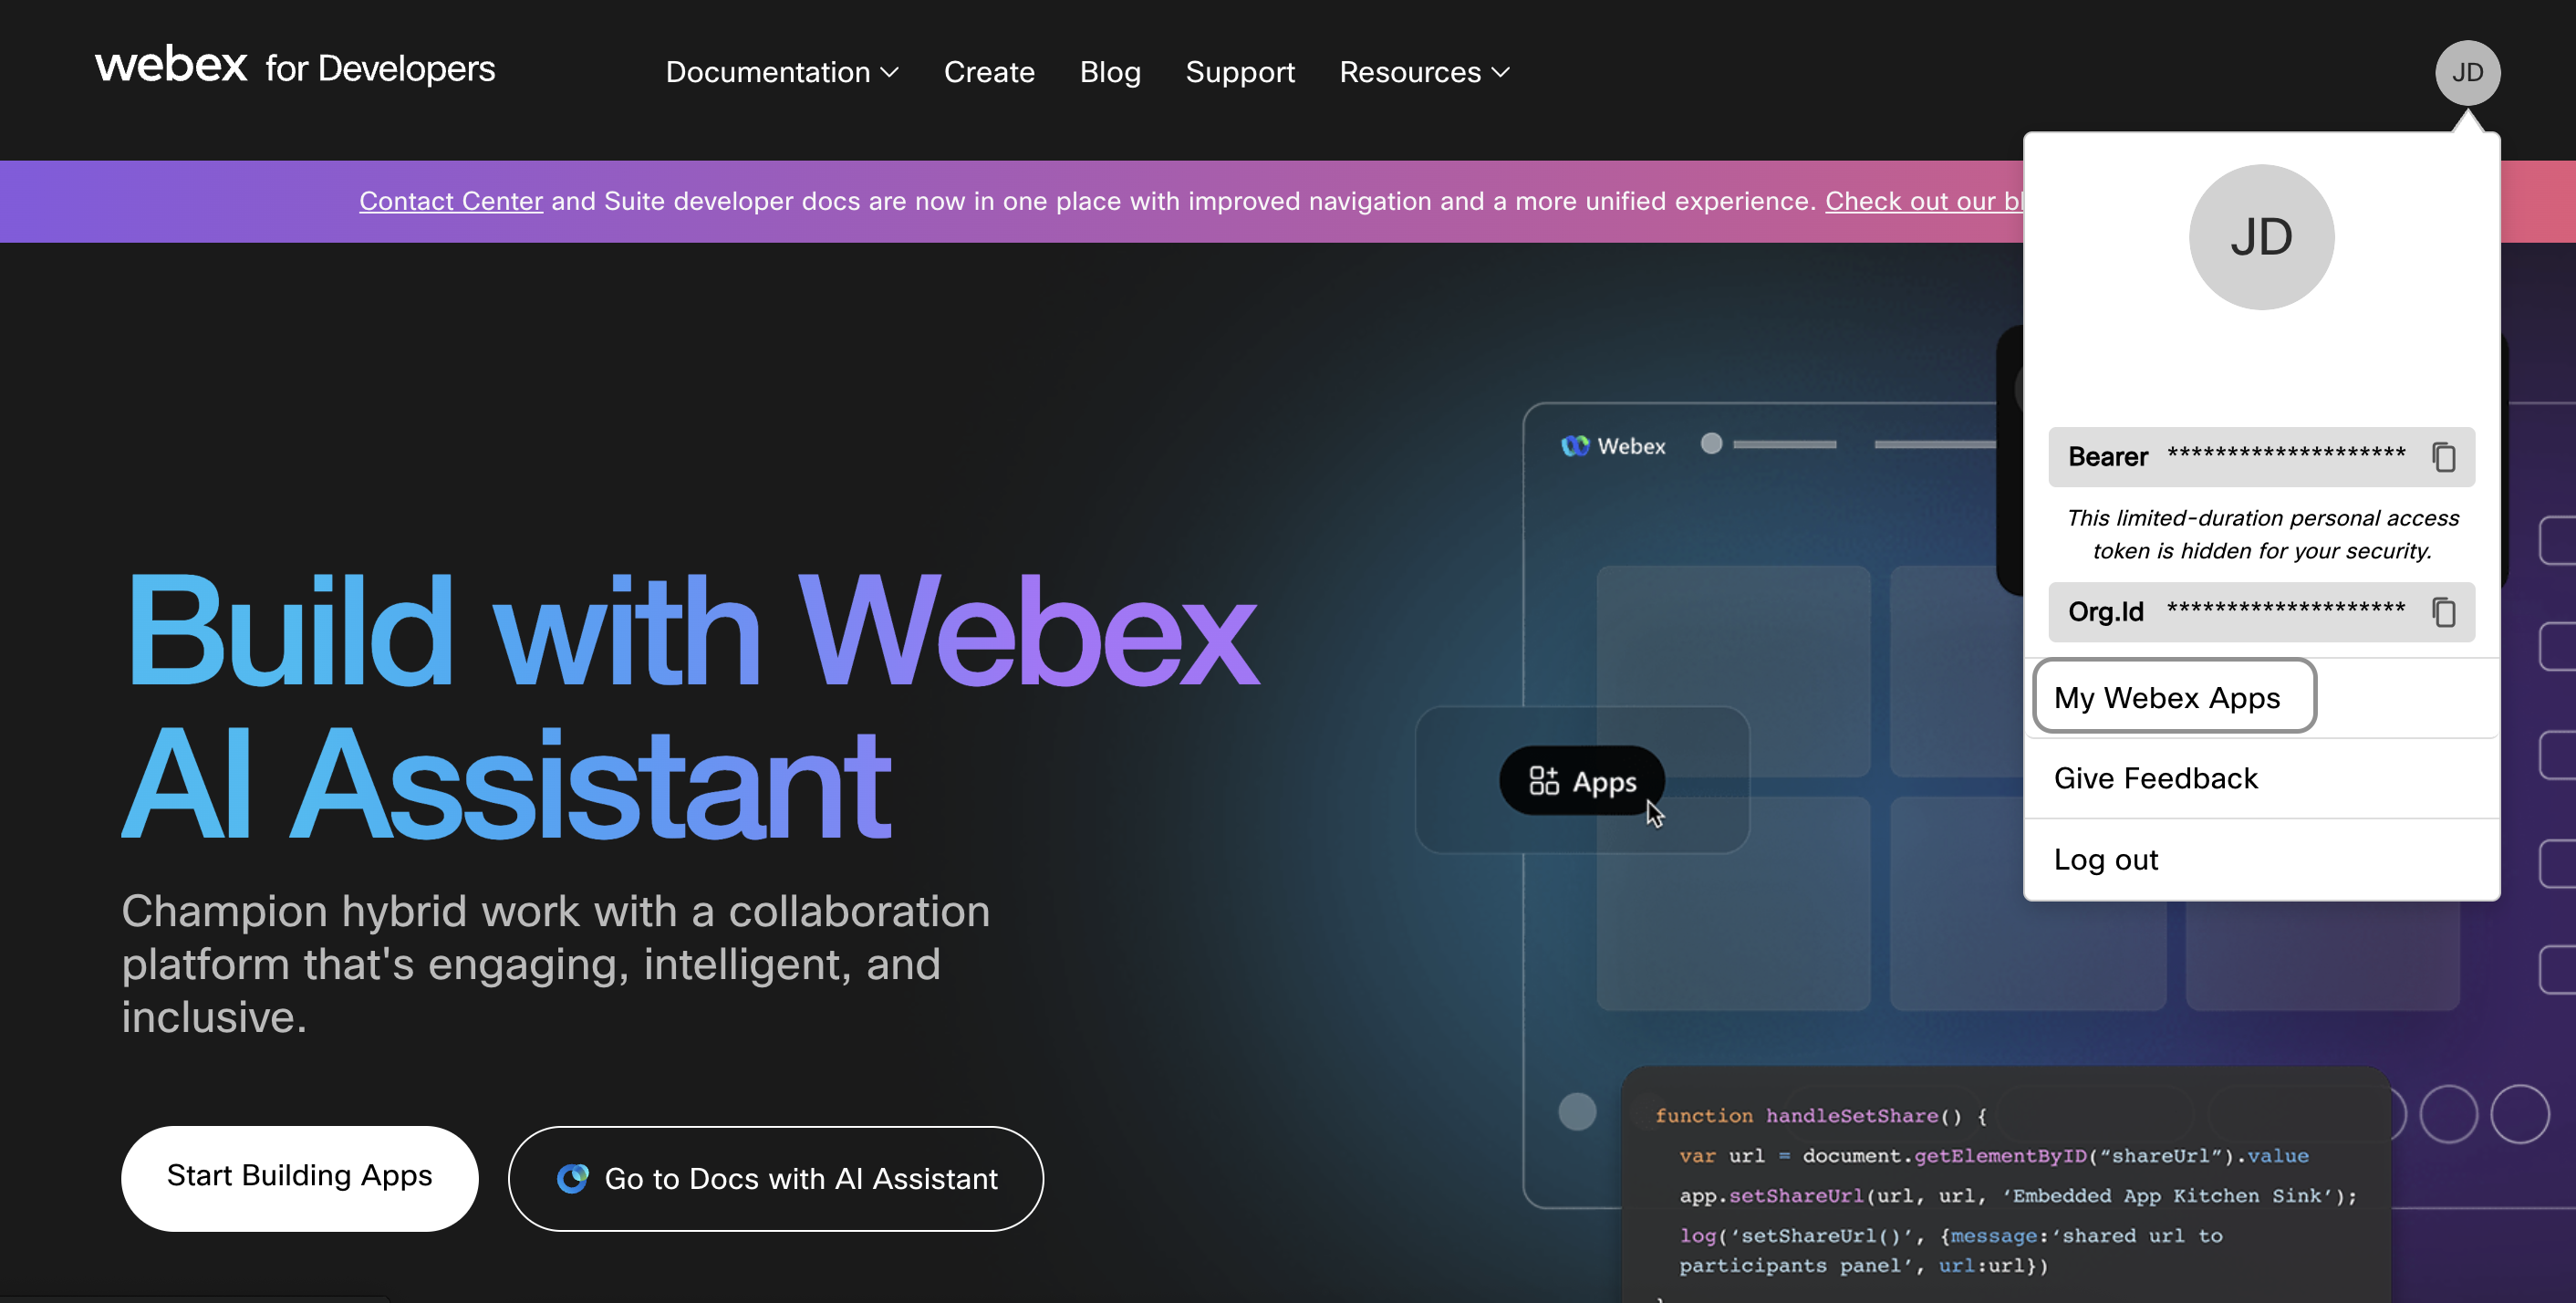 webex for Developers
Documentation
Create
Blog
Support
Resources
JD
Contact Center and Suite developer docs are now in one place with improved navigation and a more unified experience. Check out our
JD
Bearer ********************
This limited-duration personal access
token is hidden for your security.
Org.Id ********************
My Webex Apps
Give Feedback
Log out
Webex
Apps
Build with Webex
AI Assistant
Champion hybrid work with a collaboration
platform that's engaging, intelligent, and
inclusive.
Start Building Apps
Go to Docs with AI Assistant
function handleSetShare() {
var url = document.getElementByID(“shareUrl”).value
app.setShareUrl(url, url, ‘Embedded App Kitchen Sink’);
log(‘setShareUrl()’, {message:‘shared url to
participants panel’, url:url})